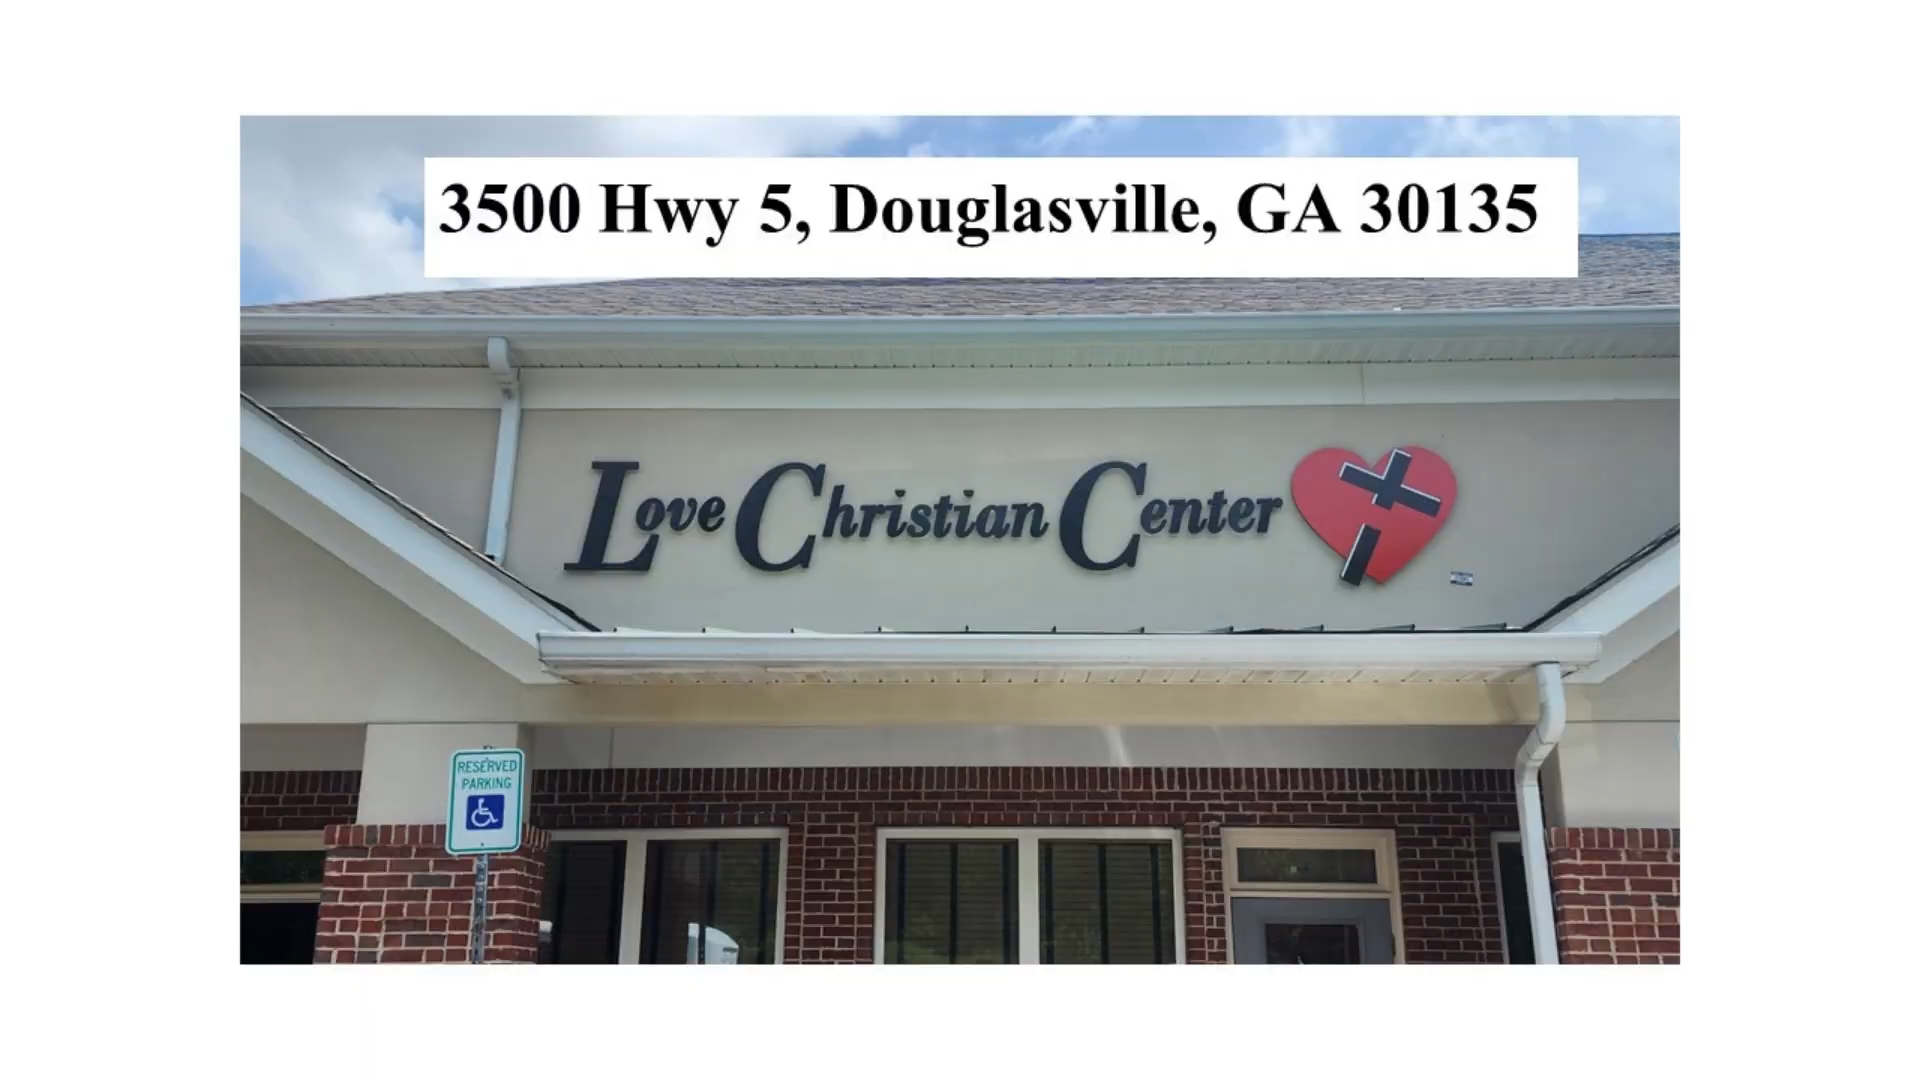 3500 Hwy 5, Douglasville, GA 30135
Love Christian Center
RESERVED
PARKING